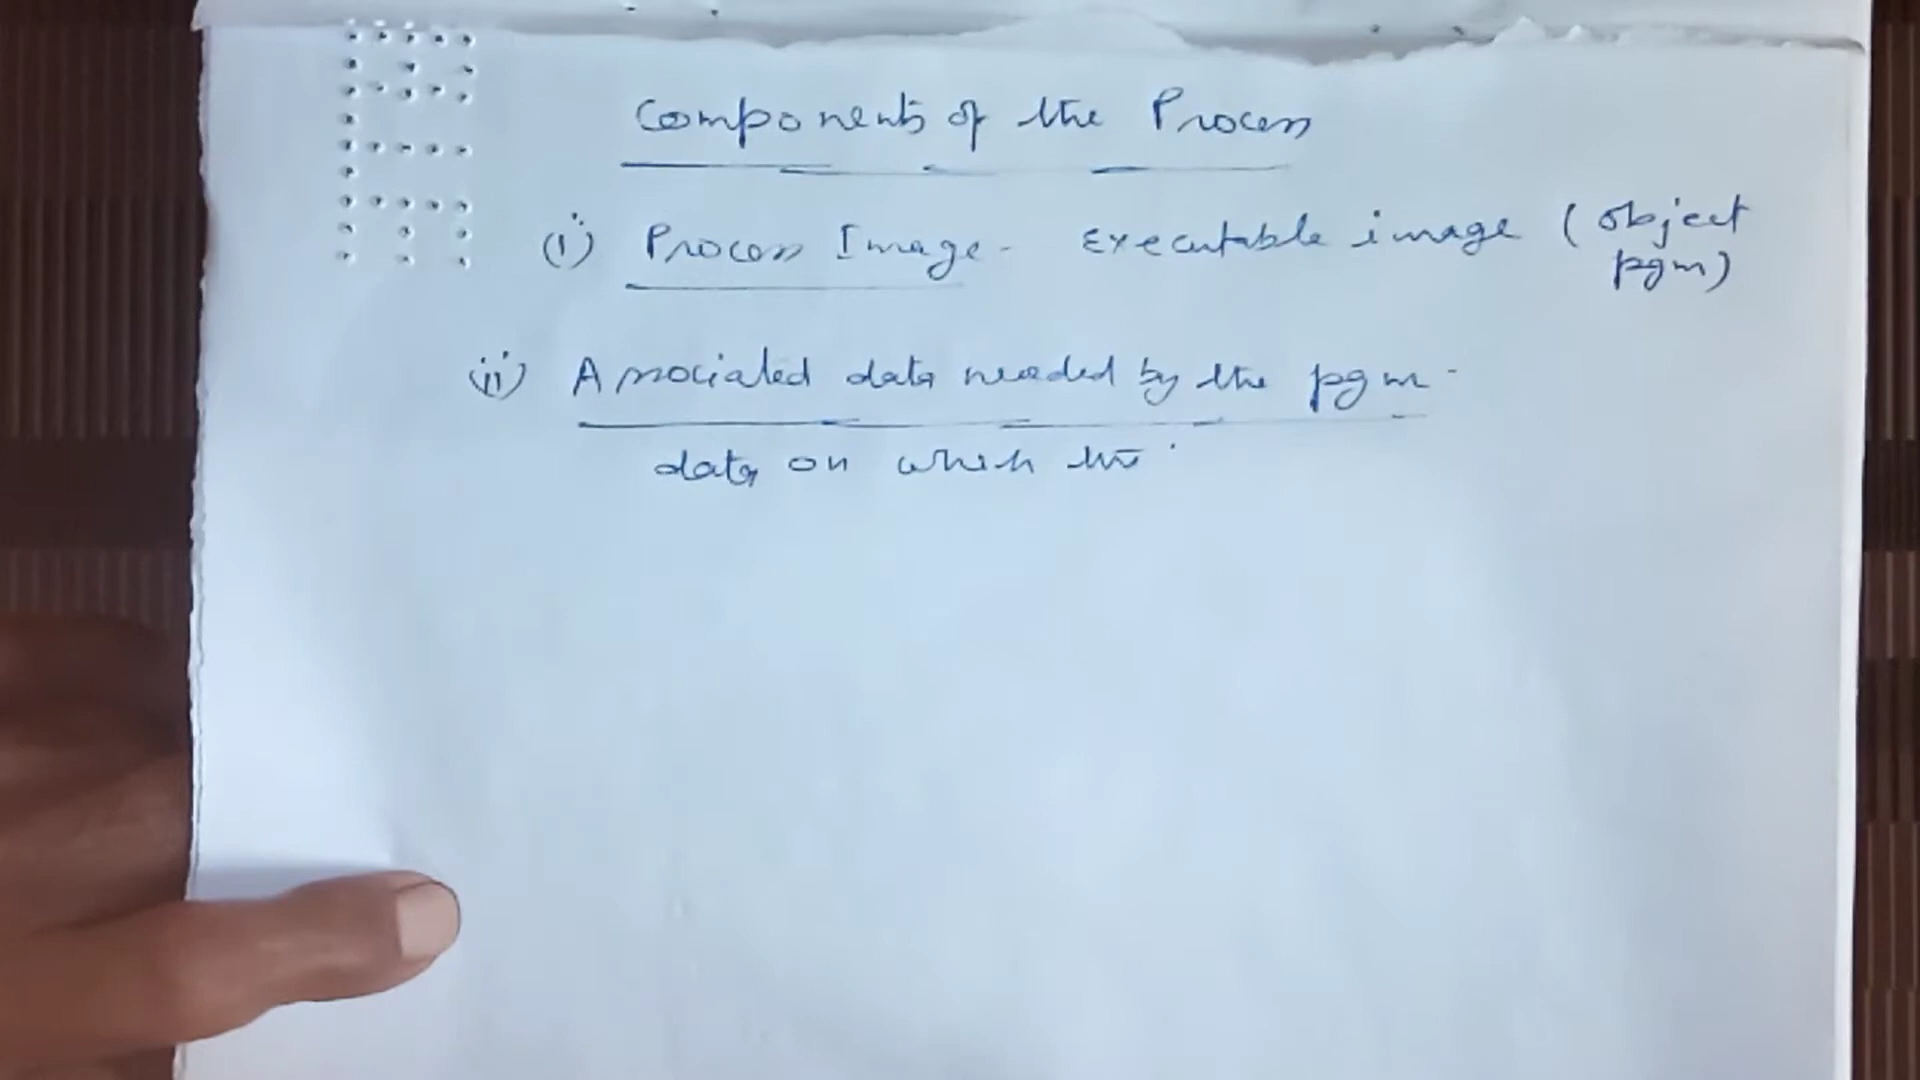 Components of the Process
(i) Process Image - Executable image (object
pgm)
ii) Associated data needed by the pgm -
data on which the